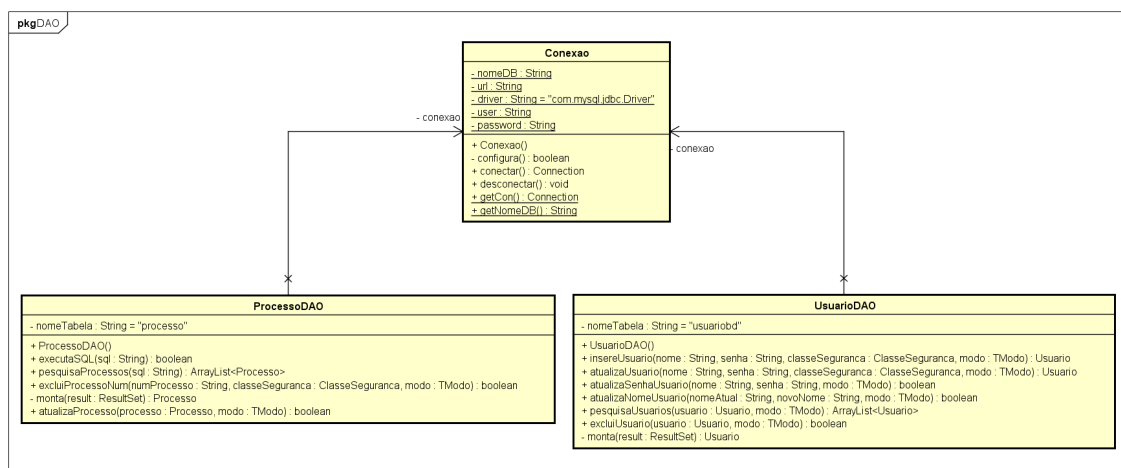 pkg DAO
Conexao
- nomeDB : String
- url : String
- driver : String = "com.mysql.jdbc.Driver"
- user : String
- password : String
+ Conexao()
- configura() : boolean
+ conectar() : Connection
+ desconectar() : void
+ getCon() : Connection
+ getNomeDB() : String
- conexao
- conexao
ProcessoDAO
- nomeTabela : String = "processo"
+ ProcessoDAO()
+ executaSQL(sql : String) : boolean
+ pesquisaProcessos(sql : String) : ArrayList<Processo>
+ excluiProcessoNum(numProcesso : String, classeSeguranca : ClasseSeguranca, modo : TModo) : boolean
- monta(result : ResultSet) : Processo
+ atualizaProcesso(processo : Processo, modo : TModo) : boolean
UsuarioDAO
- nomeTabela : String = "usuariobd"
+ UsuarioDAO()
+ insereUsuario(nome : String, senha : String, classeSeguranca : ClasseSeguranca, modo : TModo) : Usuario
+ atualizaUsuario(nome : String, senha : String, classeSeguranca : ClasseSeguranca, modo : TModo) : Usuario
+ atualizaSenhaUsuario(nome : String, senha : String, modo : TModo) : boolean
+ atualizaNomeUsuario(nomeAtual : String, novoNome : String, modo : TModo) : boolean
+ pesquisaUsuarios(usuario : Usuario, modo : TModo) : ArrayList<Usuario>
+ excluiUsuario(usuario : Usuario, modo : TModo) : boolean
- monta(result : ResultSet) : Usuario